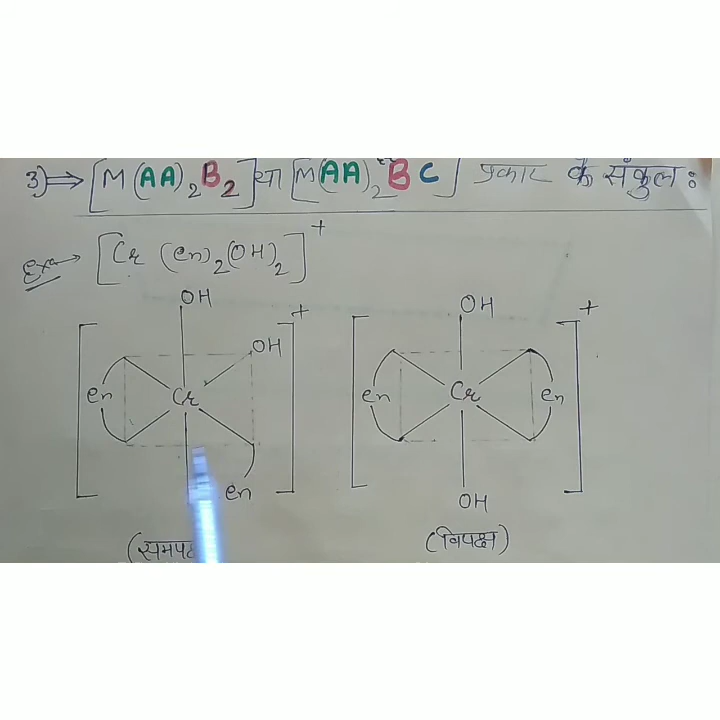 3)⇒ [M(AA)₂B₂] या [M(AA)₂BC] प्रकार के संकुल:
Ex→ [Cr (en)₂(OH)₂]⁺
OH OH
+ +
OH
en Cr en Cr en
en OH
(विपक्ष)